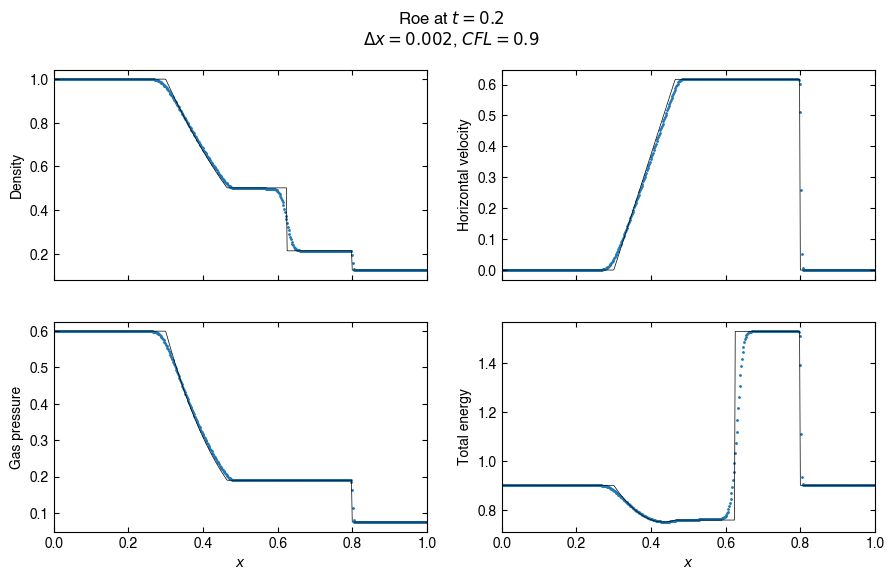 Roe at t = 0.2
Δx = 0.002, CFL = 0.9
Density
1.0
0.8
0.6
0.4
0.2
Horizontal velocity
0.6
0.5
0.4
0.3
0.2
0.1
0.0
Gas pressure
0.6
0.5
0.4
0.3
0.2
0.1
0.0 0.2 0.4 0.6 0.8 1.0
x
Total energy
1.4
1.2
1.0
0.8
0.0 0.2 0.4 0.6 0.8 1.0
x